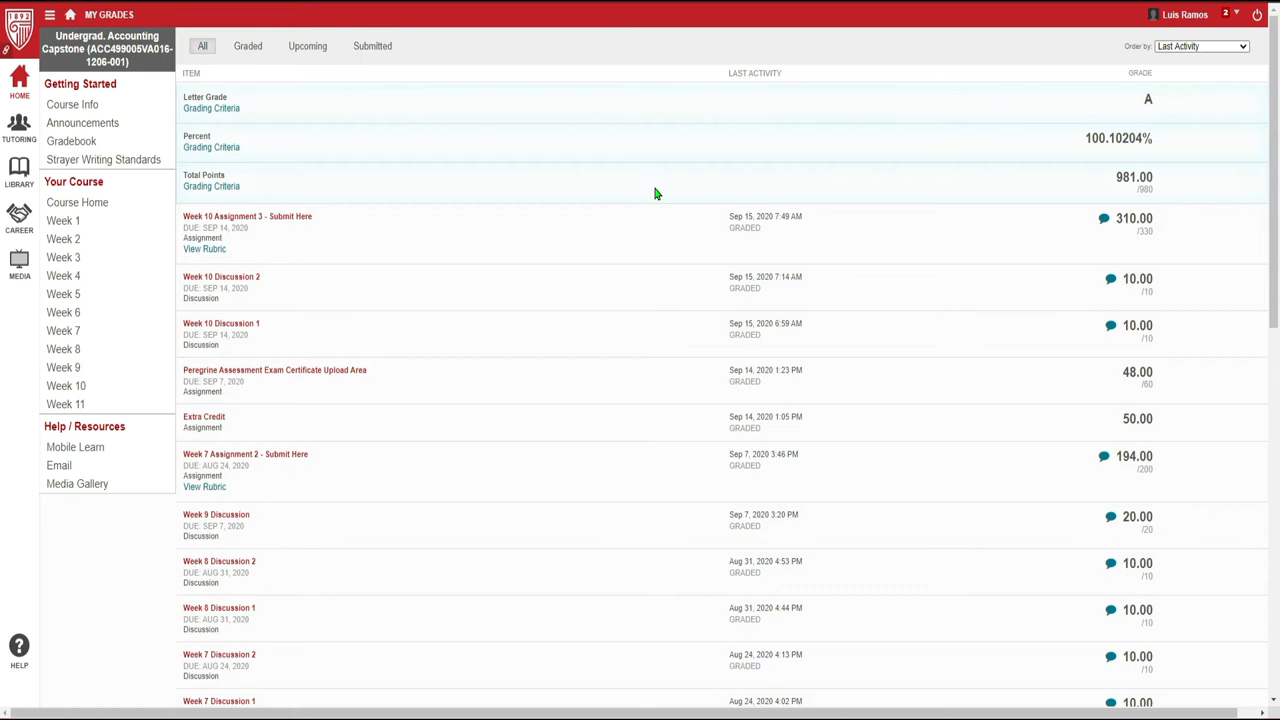 1892
MY GRADES
Luis Ramos
2
Undergrad. Accounting
Capstone (ACC499005VA016-
1206-001)
HOME
TUTORING
LIBRARY
CAREER
MEDIA
HELP
Getting Started
Course Info
Announcements
Gradebook
Strayer Writing Standards
Your Course
Course Home
Week 1
Week 2
Week 3
Week 4
Week 5
Week 6
Week 7
Week 8
Week 9
Week 10
Week 11
Help / Resources
Mobile Learn
Email
Media Gallery
All Graded Upcoming Submitted
Order by: Last Activity
ITEM LAST ACTIVITY GRADE
Letter Grade
Grading Criteria
A
Percent
Grading Criteria
100.10204%
Total Points
Grading Criteria
981.00
/980
Week 10 Assignment 3 - Submit Here
DUE: SEP 14, 2020
Assignment
View Rubric
Sep 15, 2020 7:49 AM
GRADED
310.00
/330
Week 10 Discussion 2
DUE: SEP 14, 2020
Discussion
Sep 15, 2020 7:14 AM
GRADED
10.00
/10
Week 10 Discussion 1
DUE: SEP 14, 2020
Discussion
Sep 15, 2020 6:59 AM
GRADED
10.00
/10
Peregrine Assessment Exam Certificate Upload Area
DUE: SEP 7, 2020
Assignment
Sep 14, 2020 1:23 PM
GRADED
48.00
/60
Extra Credit
Assignment
Sep 14, 2020 1:05 PM
GRADED
50.00
Week 7 Assignment 2 - Submit Here
DUE: AUG 24, 2020
Assignment
View Rubric
Sep 7, 2020 3:46 PM
GRADED
194.00
/200
Week 9 Discussion
DUE: SEP 7, 2020
Discussion
Sep 7, 2020 3:20 PM
GRADED
20.00
/20
Week 8 Discussion 2
DUE: AUG 31, 2020
Discussion
Aug 31, 2020 4:53 PM
GRADED
10.00
/10
Week 8 Discussion 1
DUE: AUG 31, 2020
Discussion
Aug 31, 2020 4:44 PM
GRADED
10.00
/10
Week 7 Discussion 2
DUE: AUG 24, 2020
Discussion
Aug 24, 2020 4:13 PM
GRADED
10.00
/10
Week 7 Discussion 1
Aug 24, 2020 4:02 PM
10.00